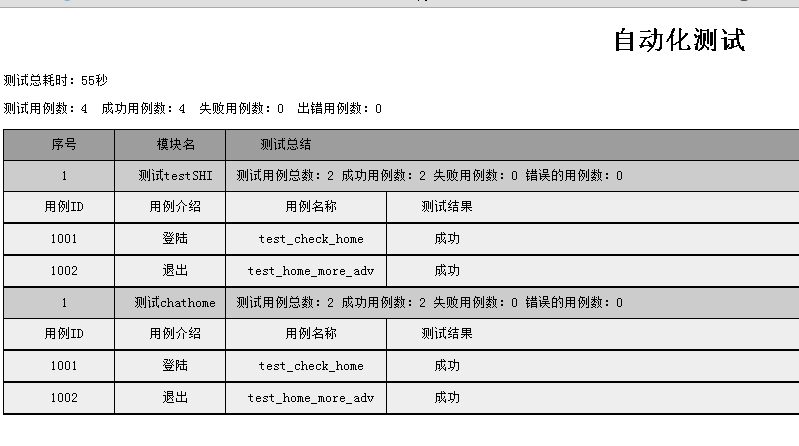 自动化测试
测试总耗时：55秒
测试用例数：4 成功用例数：4 失败用例数：0 出错用例数：0
序号 模块名 测试总结
1 测试testSHI 测试用例总数：2 成功用例数：2 失败用例数：0 错误的用例数：0
用例ID 用例介绍 用例名称 测试结果
1001 登陆 test_check_home 成功
1002 退出 test_home_more_adv 成功
1 测试chathome 测试用例总数：2 成功用例数：2 失败用例数：0 错误的用例数：0
用例ID 用例介绍 用例名称 测试结果
1001 登陆 test_check_home 成功
1002 退出 test_home_more_adv 成功